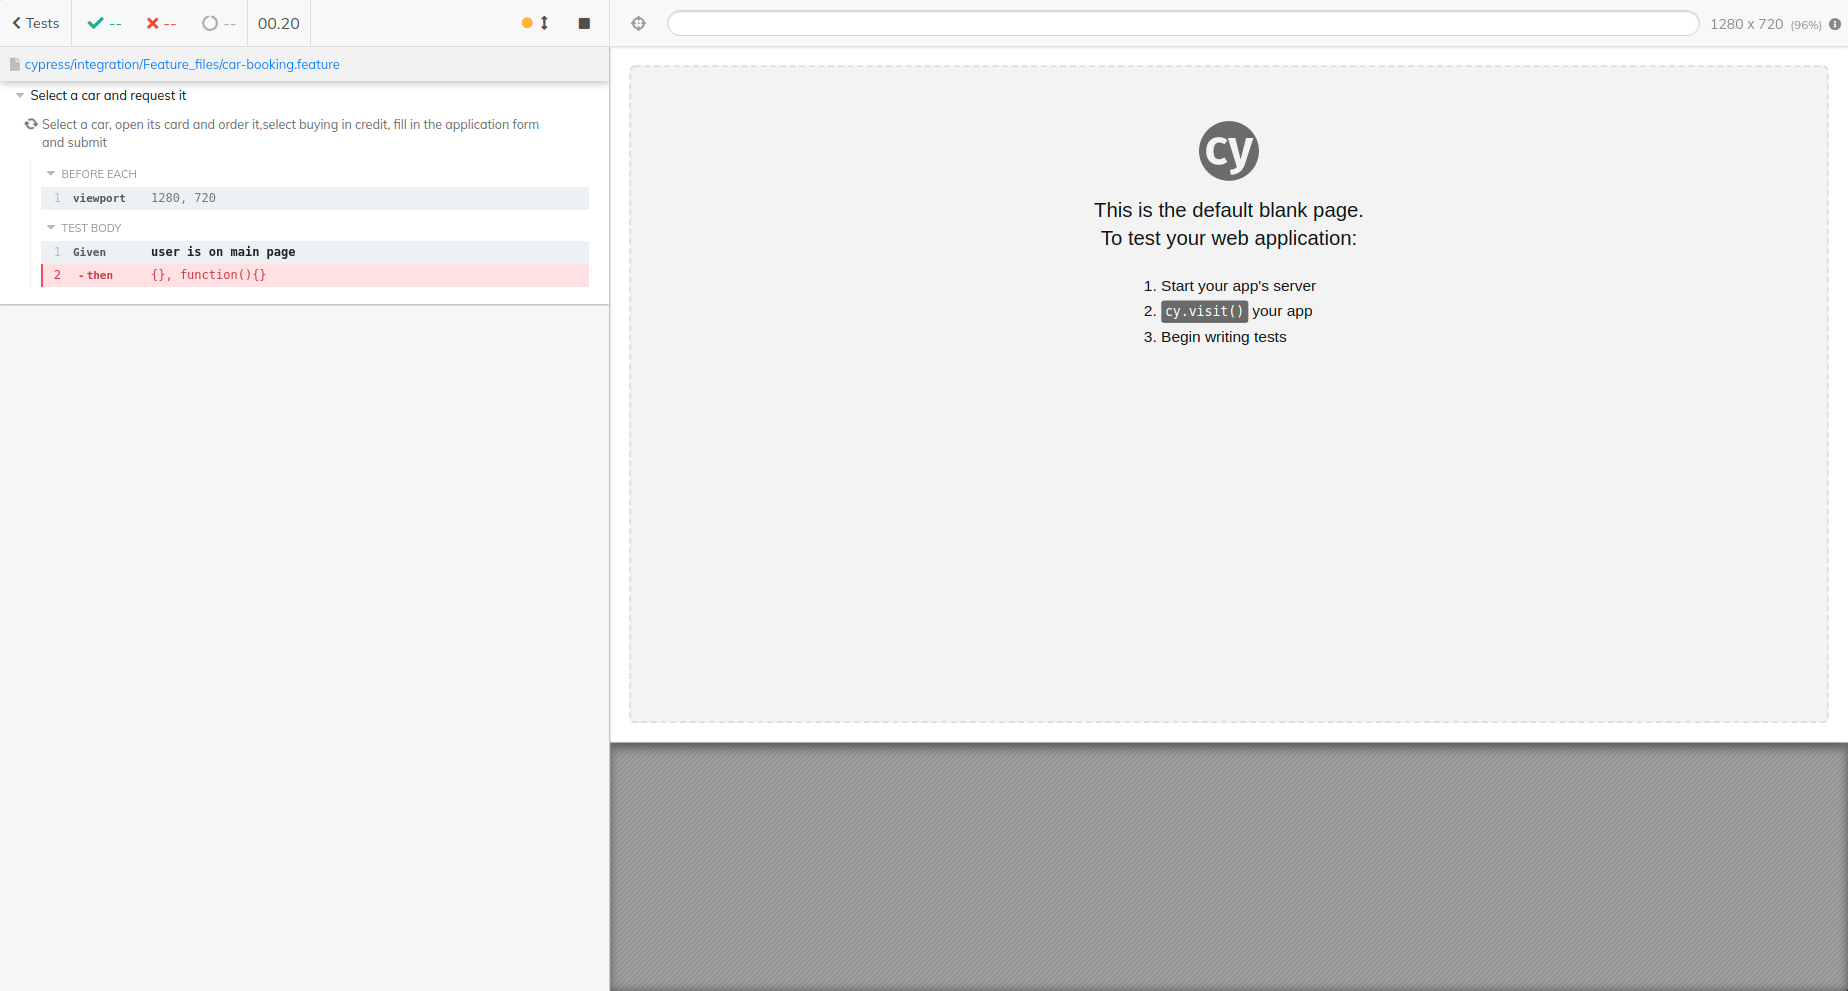 Tests -- -- -- 00.20
cypress/integration/Feature_files/car-booking.feature
Select a car and request it
Select a car, open its card and order it,select buying in credit, fill in the application form
and submit
BEFORE EACH
1 viewport 1280, 720
TEST BODY
1 Given user is on main page
2 -then {}, function(){}
1280 x 720 (96%)
cy
This is the default blank page.
To test your web application:
1. Start your app's server
2. cy.visit() your app
3. Begin writing tests